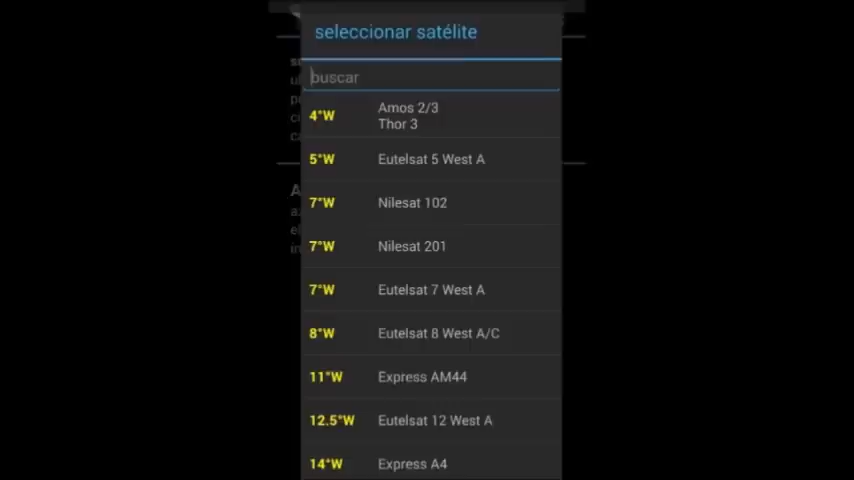 seleccionar satélite
buscar
4°W
Amos 2/3
Thor 3
5°W Eutelsat 5 West A
7°W Nilesat 102
7°W Nilesat 201
7°W Eutelsat 7 West A
8°W Eutelsat 8 West A/C
11°W Express AM44
12.5°W Eutelsat 12 West A
14°W Express A4